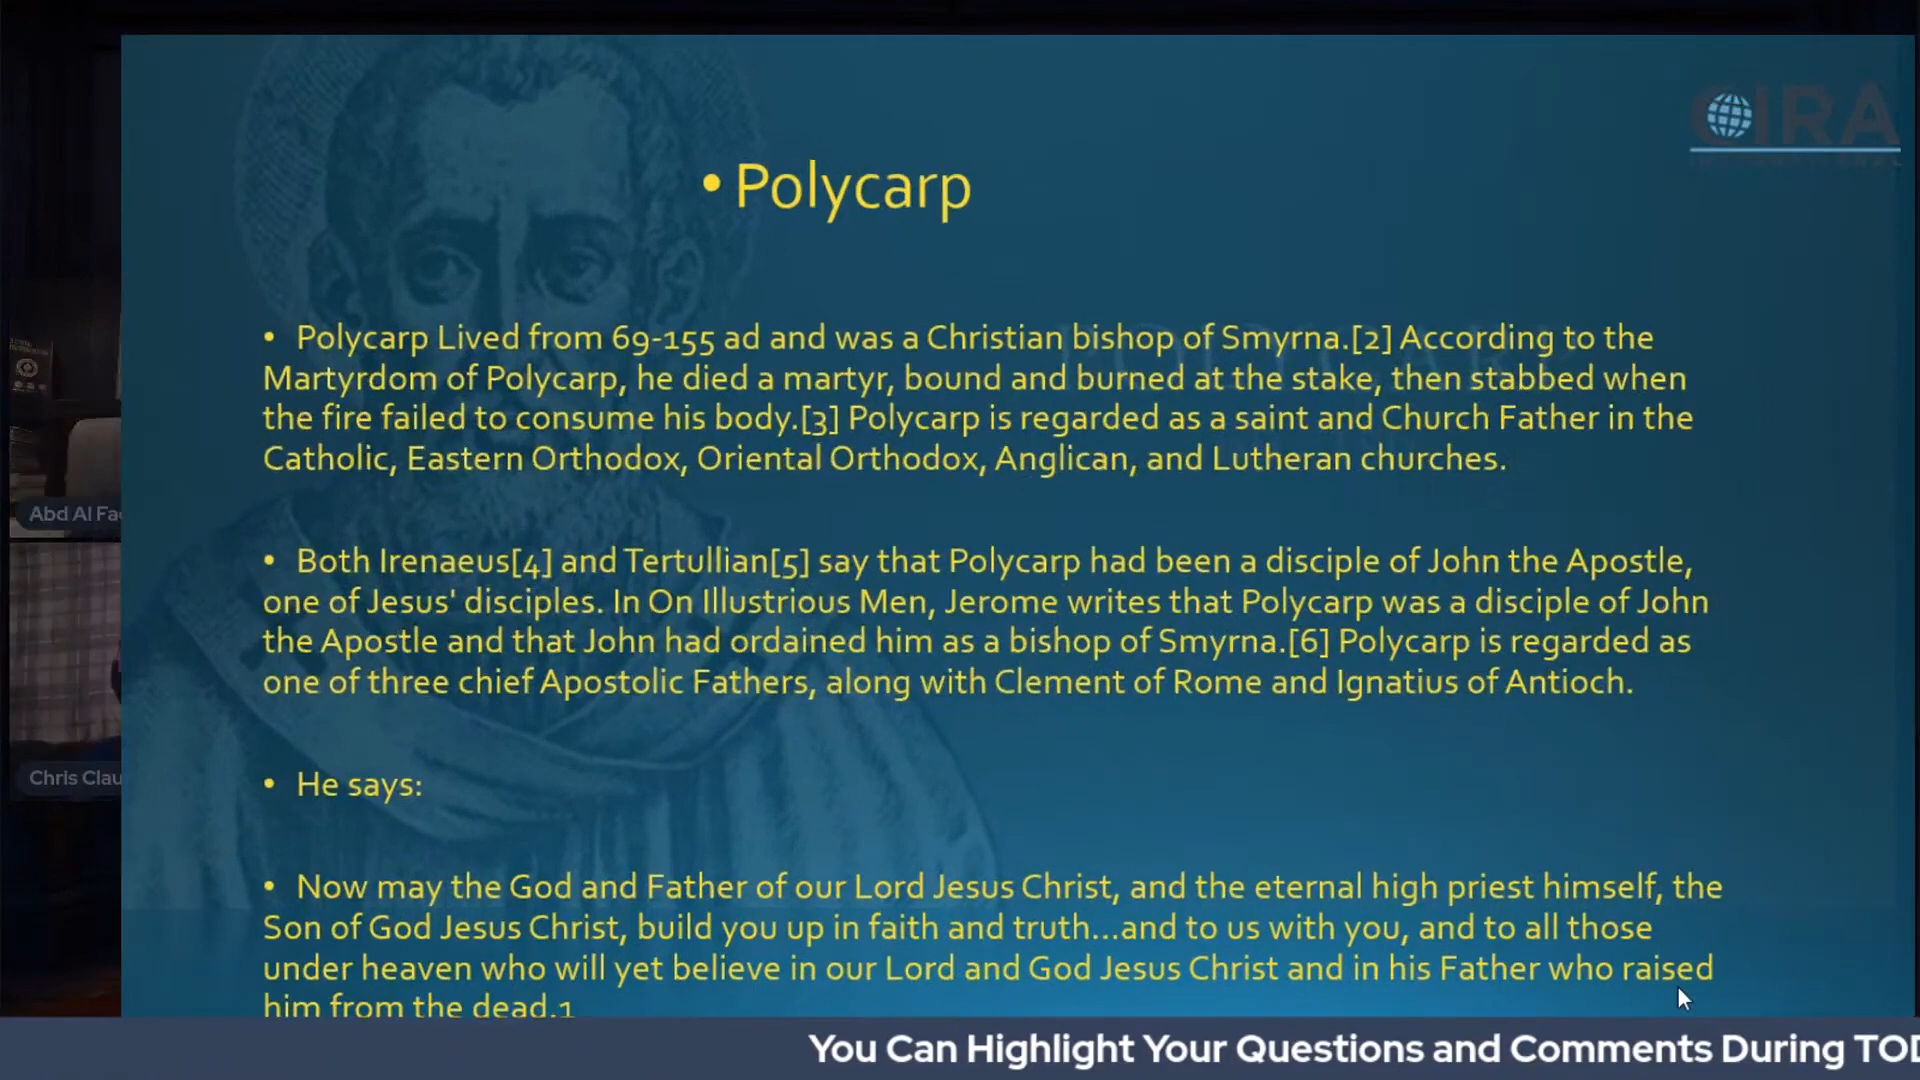 CIRA
INTERNATIONAL
• Polycarp
• Polycarp Lived from 69-155 ad and was a Christian bishop of Smyrna.[2] According to the
Martyrdom of Polycarp, he died a martyr, bound and burned at the stake, then stabbed when
the fire failed to consume his body.[3] Polycarp is regarded as a saint and Church Father in the
Catholic, Eastern Orthodox, Oriental Orthodox, Anglican, and Lutheran churches.
Abd Al Fa
• Both Irenaeus[4] and Tertullian[5] say that Polycarp had been a disciple of John the Apostle,
one of Jesus' disciples. In On Illustrious Men, Jerome writes that Polycarp was a disciple of John
the Apostle and that John had ordained him as a bishop of Smyrna.[6] Polycarp is regarded as
one of three chief Apostolic Fathers, along with Clement of Rome and Ignatius of Antioch.
Chris Clau
• He says:
• Now may the God and Father of our Lord Jesus Christ, and the eternal high priest himself, the
Son of God Jesus Christ, build you up in faith and truth...and to us with you, and to all those
under heaven who will yet believe in our Lord and God Jesus Christ and in his Father who raised
him from the dead.1
You Can Highlight Your Questions and Comments During TOD